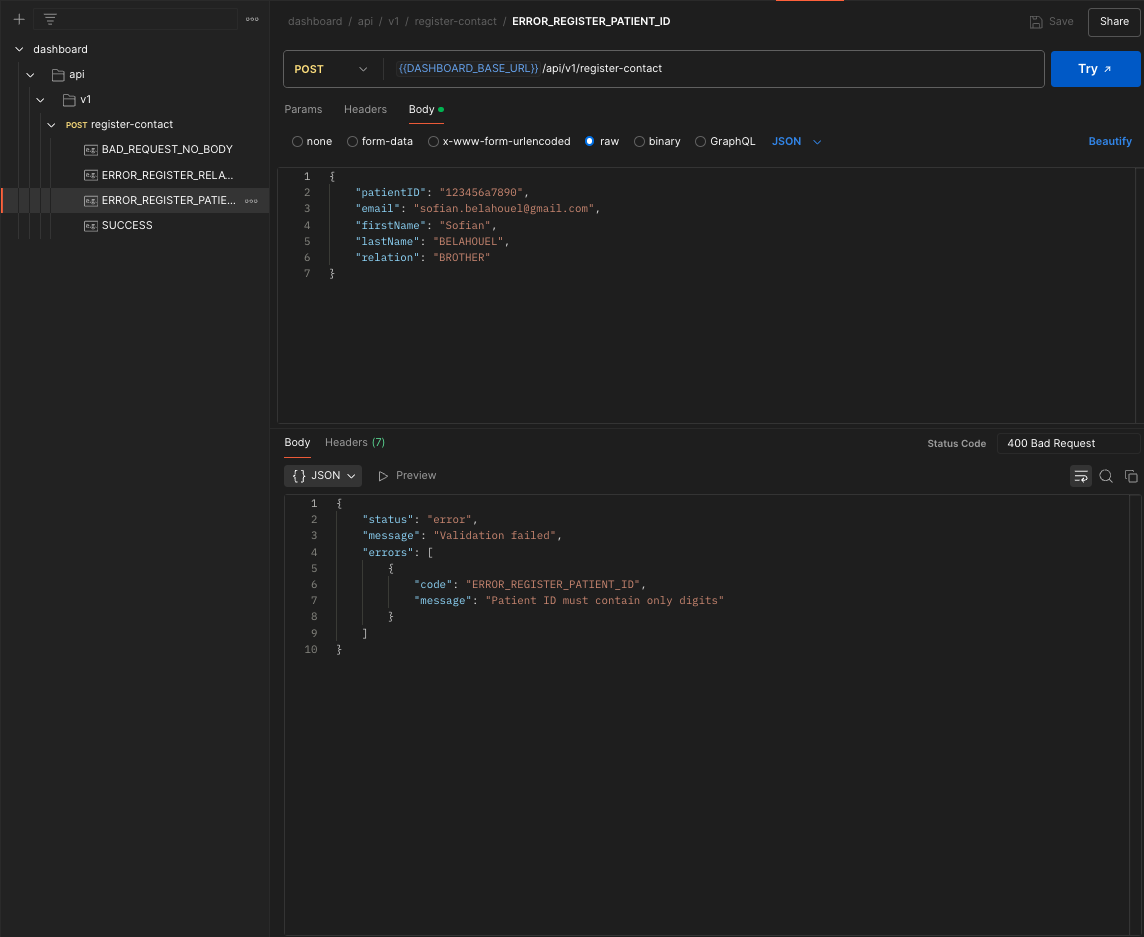 dashboard / api / v1 / register-contact / ERROR_REGISTER_PATIENT_ID
Save
Share
dashboard
api
v1
POST register-contact
e.g. BAD_REQUEST_NO_BODY
e.g. ERROR_REGISTER_RELA...
e.g. ERROR_REGISTER_PATIE...
e.g. SUCCESS
POST
{{DASHBOARD_BASE_URL}} /api/v1/register-contact
Try
Params Headers Body
none form-data x-www-form-urlencoded raw binary GraphQL JSON
Beautify
1 {
2 "patientID": "123456a7890",
3 "email": "sofian.belahouel@gmail.com",
4 "firstName": "Sofian",
5 "lastName": "BELAHOUEL",
6 "relation": "BROTHER"
7 }
Body Headers (7)
Status Code 400 Bad Request
{} JSON Preview
1 {
2 "status": "error",
3 "message": "Validation failed",
4 "errors": [
5 {
6 "code": "ERROR_REGISTER_PATIENT_ID",
7 "message": "Patient ID must contain only digits"
8 }
9 ]
10 }